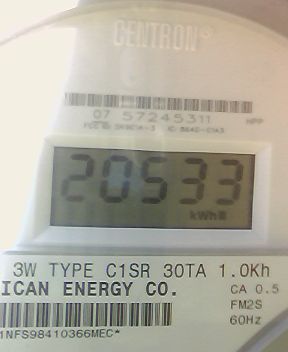 CENTRON®
07 57245311 HPP
20533
kWh
3W TYPE C1SR 30TA 1.0Kh
ICAN ENERGY CO. CA 0.5
FM2S
60Hz
1NFS98410366MEC*